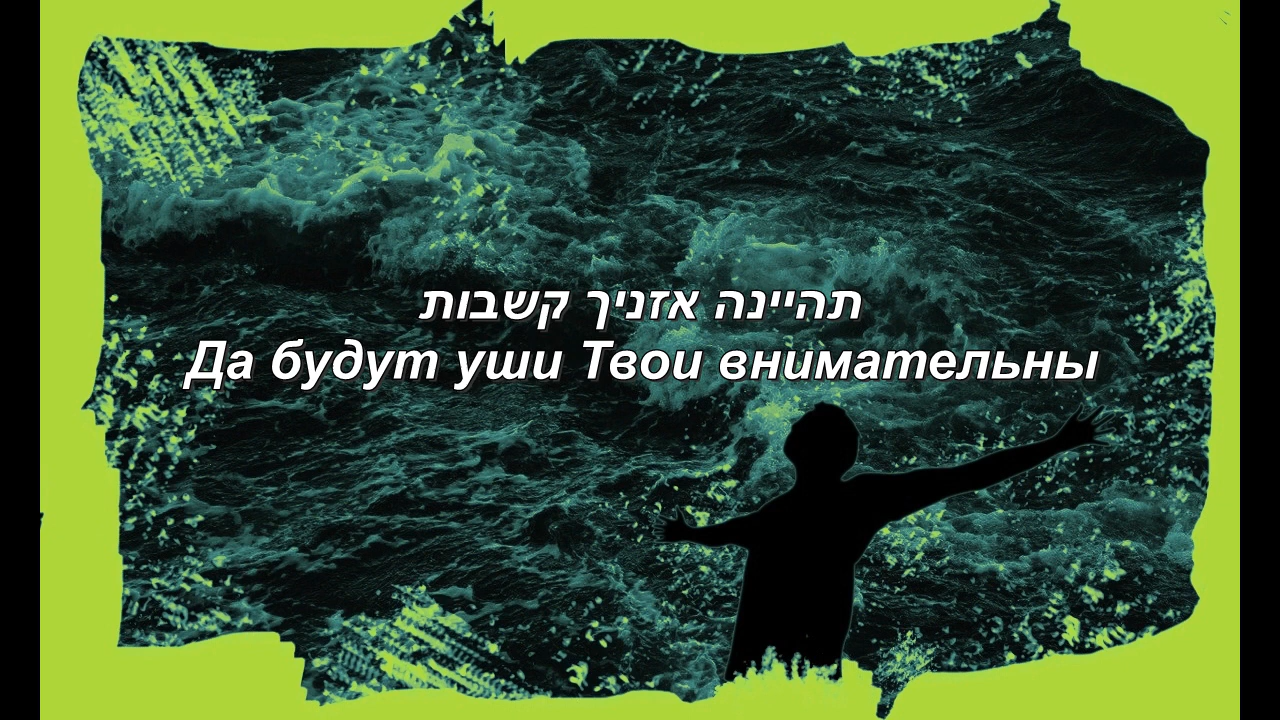 תהיינה אזניך קשבות
Да будут уши Твои внимательны